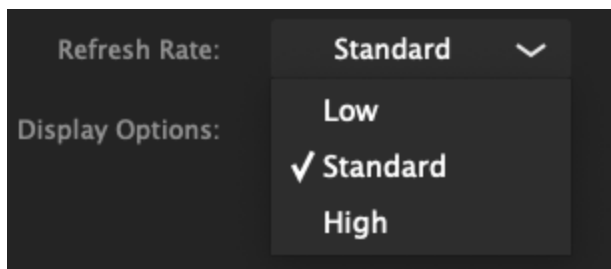 Refresh Rate: Standard
Low
Display Options:
Standard
High